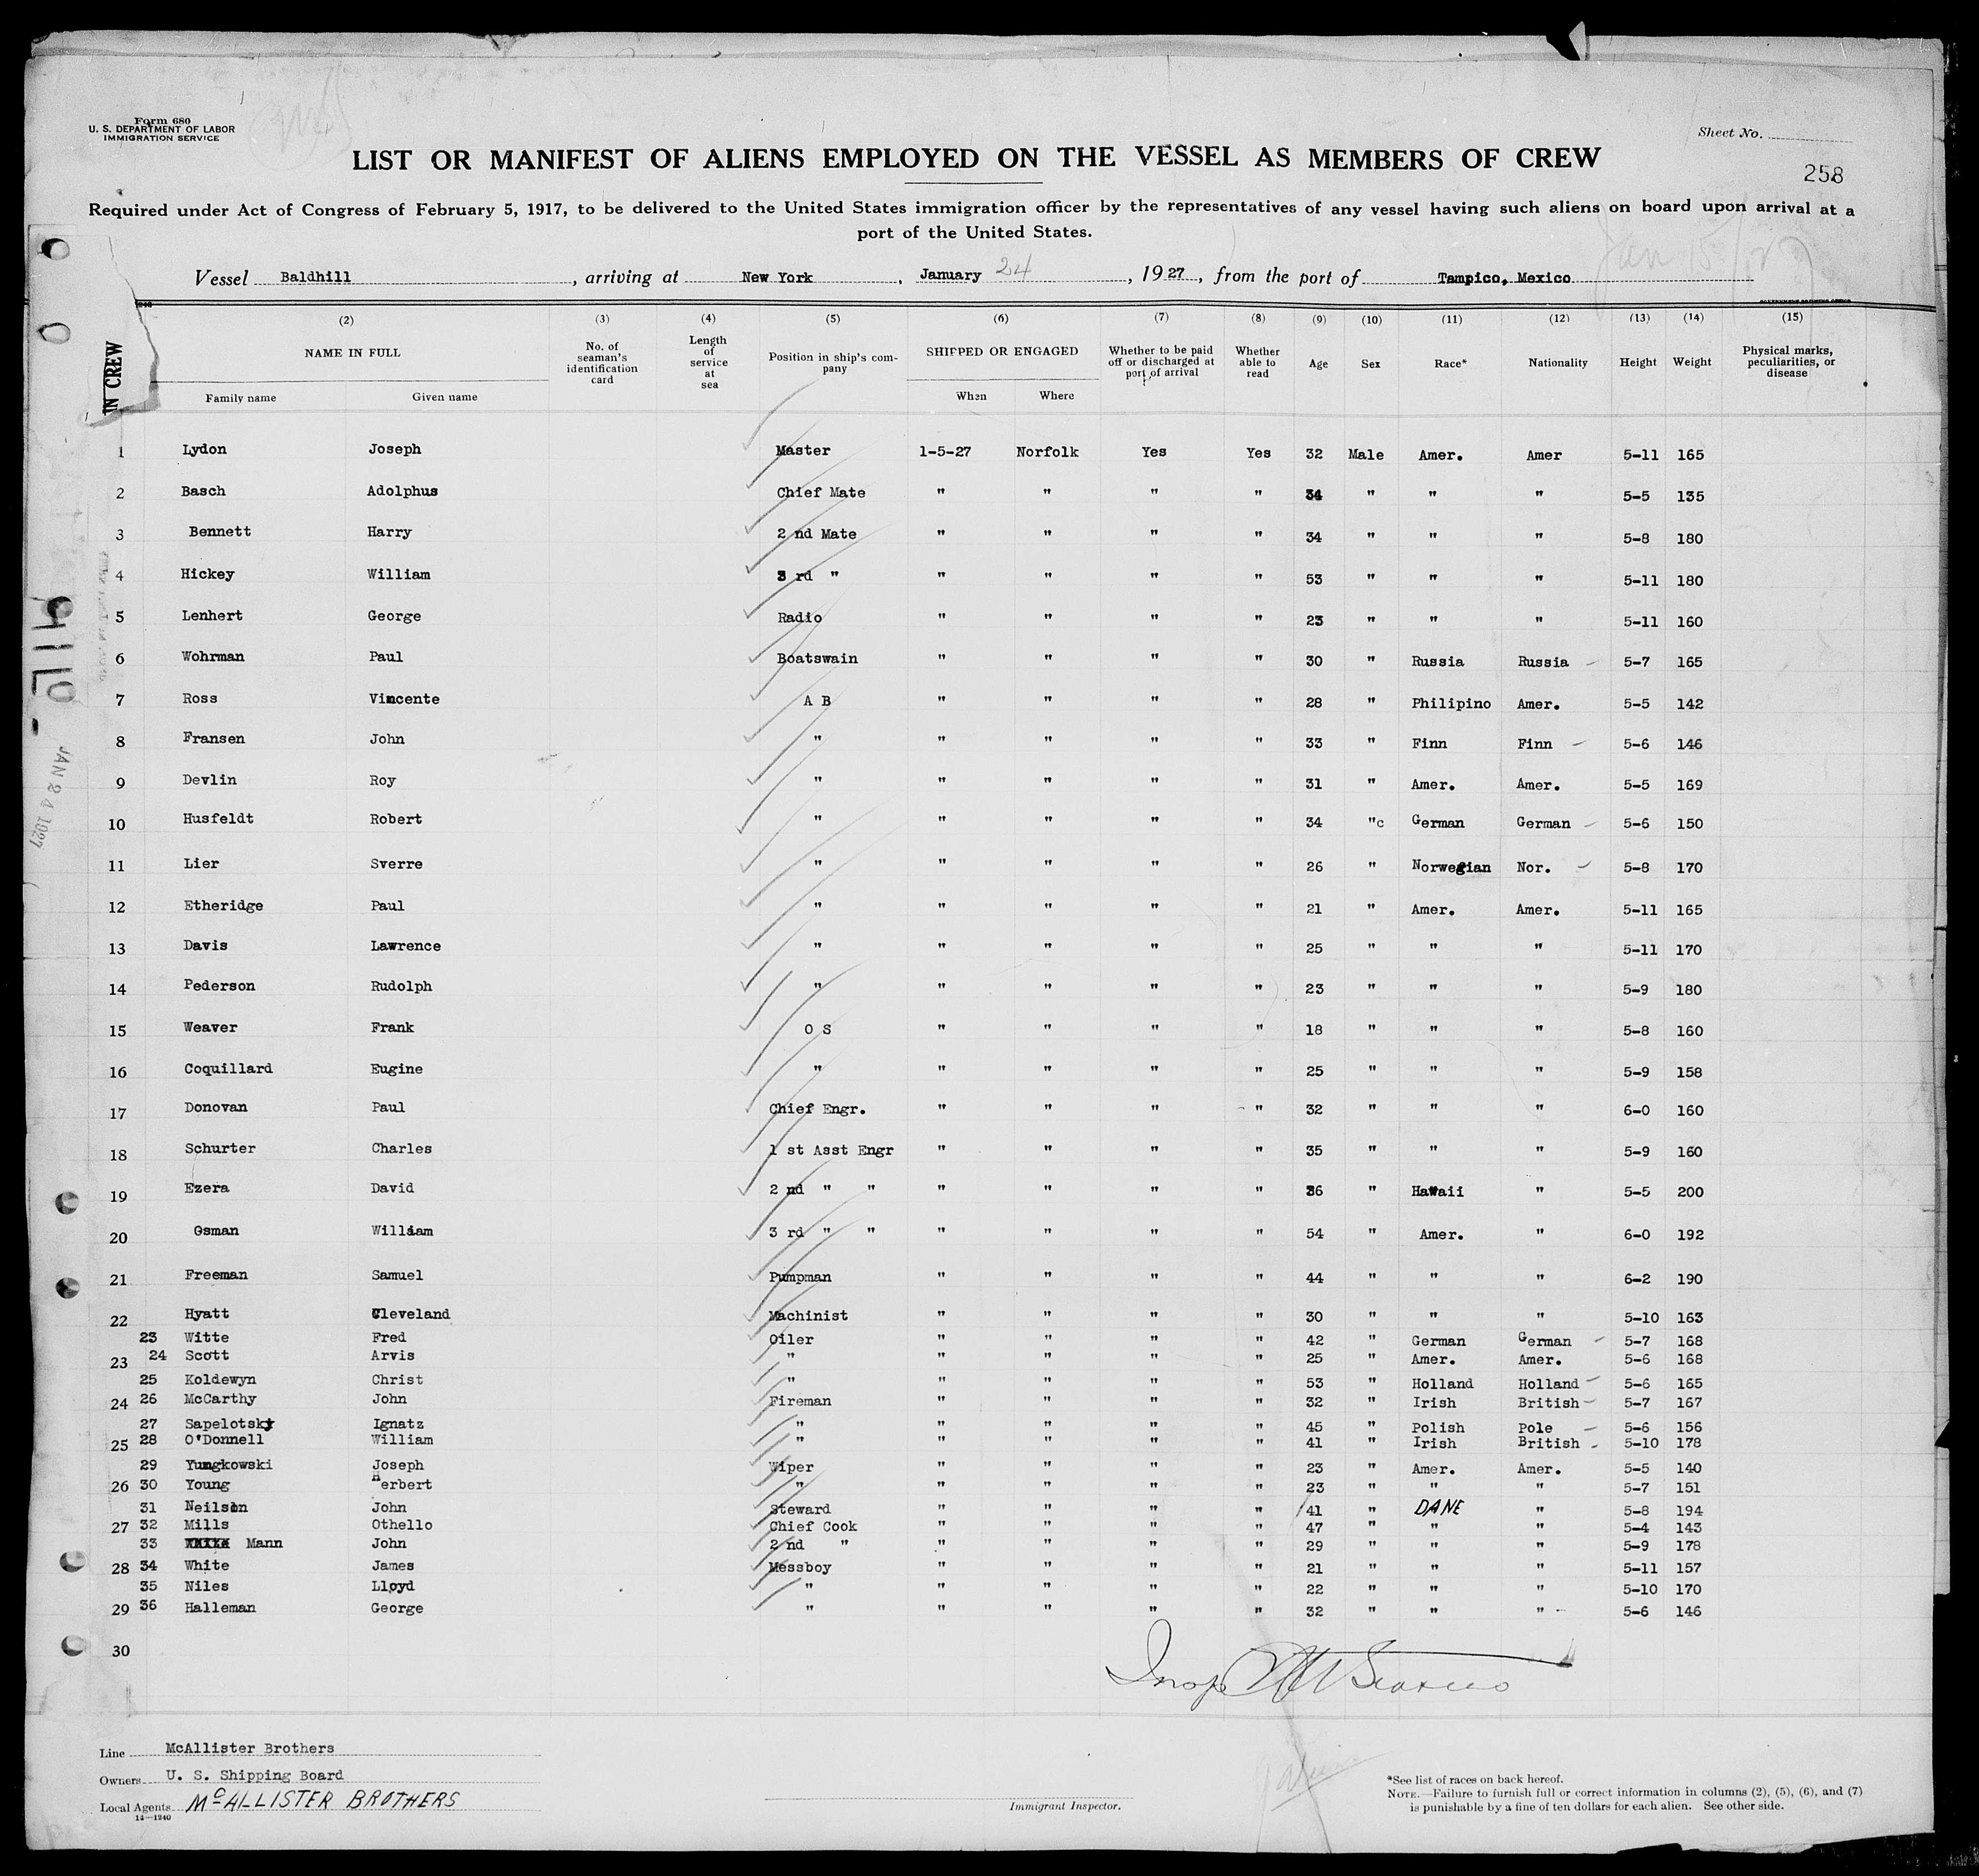 Form 680
U. S. DEPARTMENT OF LABOR
IMMIGRATION SERVICE
Sheet No.
LIST OR MANIFEST OF ALIENS EMPLOYED ON THE VESSEL AS MEMBERS OF CREW
258
Required under Act of Congress of February 5, 1917, to be delivered to the United States immigration officer by the representatives of any vessel having such aliens on board upon arrival at a
port of the United States.
Vessel Baldhill, arriving at New York, January 24, 1927, from the port of Tampico, Mexico
IN CREW
(2) (3) (4) (5) (6) (7) (8) (9) (10) (11) (12) (13) (14) (15)
NAME IN FULL
Family name Given name
No. of seaman's identification card
Length of service at sea
Position in ship's company
SHIPPED OR ENGAGED
When Where
Whether to be paid off or discharged at port of arrival
Whether able to read
Age Sex Race* Nationality Height Weight
Physical marks, peculiarities, or disease
1 Lydon Joseph Master 1-5-27 Norfolk Yes Yes 32 Male Amer. Amer 5-11 165
2 Basch Adolphus Chief Mate " " " " 34 " " " 5-5 135
3 Bennett Harry 2 nd Mate " " " " 34 " " " 5-8 180
4 Hickey William 3 rd " " " " " 53 " " " 5-11 180
5 Lenhert George Radio " " " " 23 " " " 5-11 160
6 Wohrman Paul Boatswain " " " " 30 " Russia Russia 5-7 165
7 Ross Vincente A B " " " " 28 " Philipino Amer. 5-5 142
8 Fransen John " " " " " 33 " Finn Finn 5-6 146
9 Devlin Roy " " " " " 31 " Amer. Amer. 5-5 169
10 Husfeldt Robert " " " " " 34 "c German German 5-6 150
11 Lier Sverre " " " " " 26 " Norwegian Nor. 5-8 170
12 Etheridge Paul " " " " " 21 " Amer. Amer. 5-11 165
13 Davis Lawrence " " " " " 25 " " " 5-11 170
14 Pederson Rudolph " " " " " 23 " " " 5-9 180
15 Weaver Frank O S " " " " 18 " " " 5-8 160
16 Coquillard Eugine " " " " " 25 " " " 5-9 158
17 Donovan Paul Chief Engr. " " " " 32 " " " 6-0 160
18 Schurter Charles 1 st Asst Engr " " " " 35 " " " 5-9 160
19 Ezera David 2 nd " " " " " " 36 " Hawaii " 5-5 200
20 Osman William 3 rd " " " " " " 54 " Amer. " 6-0 192
21 Freeman Samuel Pumpman " " " " 44 " " " 6-2 190
22 Hyatt Cleveland Machinist " " " " 30 " " " 5-10 163
23 Witte Fred Oiler " " " " 42 " German German 5-7 168
23 24 Scott Arvis " " " " " 25 " Amer. Amer. 5-6 168
25 Koldewyn Christ " " " " " 53 " Holland Holland 5-6 165
24 26 McCarthy John Fireman " " " " 32 " Irish British 5-7 167
27 Sapelotsky Ignatz " " " " " 45 " Polish Pole 5-6 156
25 28 O'Donnell William " " " " " 41 " Irish British 5-10 178
29 Yungkowski Joseph Wiper " " " " 23 " Amer. Amer. 5-5 140
26 30 Young Herbert " " " " " 23 " " " 5-7 151
31 Neilson John Steward " " " " 41 " DANE " 5-8 194
27 32 Mills Othello Chief Cook " " " " 47 " " " 5-4 143
33 Mann John 2 nd " " " " " 29 " " " 5-9 178
28 34 White James Messboy " " " " 21 " " " 5-11 157
35 Niles Lloyd " " " " " 22 " " " 5-10 170
29 36 Halleman George " " " " " 32 " " " 5-6 146
30
JAN 24 1927
Line McAllister Brothers
Owners U. S. Shipping Board
Local Agents McALLISTER BROTHERS
14-1240
Immigrant Inspector.
*See list of races on back hereof.
NOTE.—Failure to furnish full or correct information in columns (2), (5), (6), and (7)
is punishable by a fine of ten dollars for each alien. See other side.